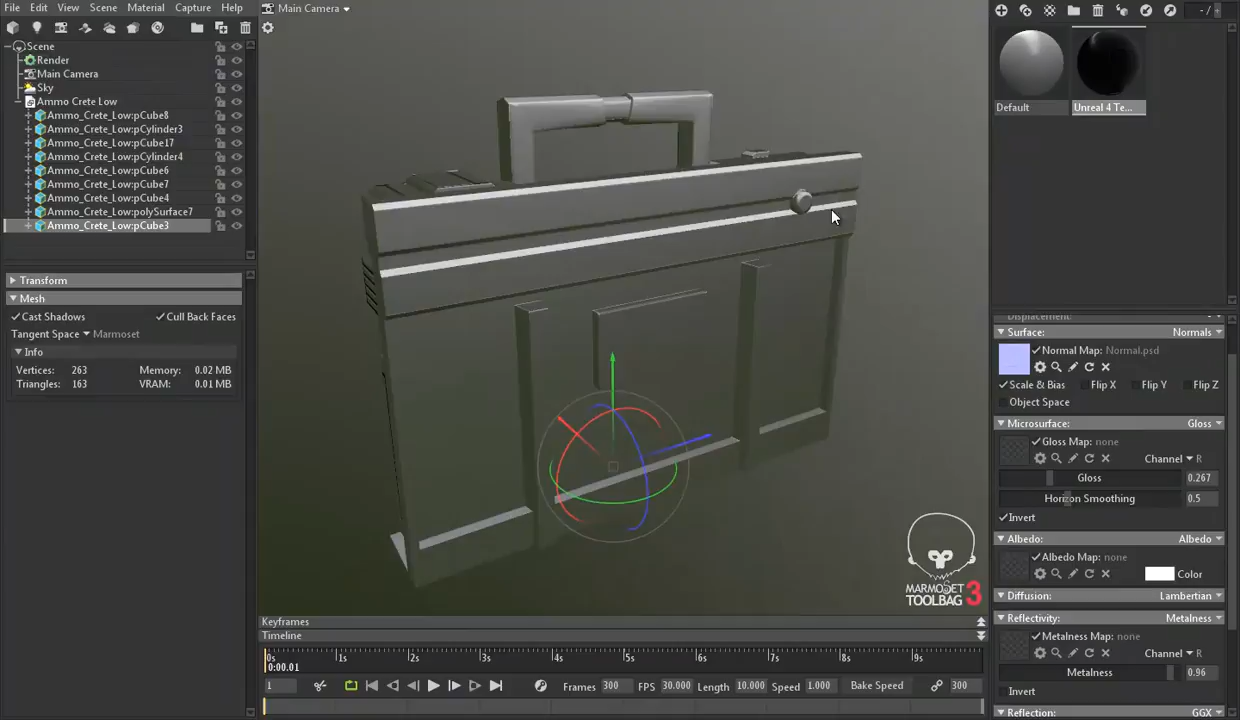 File Edit View Scene Material Capture Help
Main Camera
- / -
Scene
Render
Main Camera
Sky
Ammo Crete Low
Ammo_Crete_Low:pCube8
Ammo_Crete_Low:pCylinder3
Ammo_Crete_Low:pCube17
Ammo_Crete_Low:pCylinder4
Ammo_Crete_Low:pCube6
Ammo_Crete_Low:pCube7
Ammo_Crete_Low:pCube4
Ammo_Crete_Low:polySurface7
Ammo_Crete_Low:pCube3
Transform
Mesh
Cast Shadows Cull Back Faces
Tangent Space Marmoset
Info
Vertices: 263 Memory: 0.02 MB
Triangles: 163 VRAM: 0.01 MB
MARMOSET
TOOLBAG 3
Keyframes
Timeline
0s 1s 2s 3s 4s 5s 6s 7s 8s 9s
0:00.01
1 Frames 300 FPS 30.000 Length 10.000 Speed 1.000 Bake Speed 300
Default Unreal 4 Te...
Displacement:
Surface: Normals
Normal Map: Normal.psd
Scale & Bias Flip X Flip Y Flip Z
Object Space
Microsurface: Gloss
Gloss Map: none
Channel R
Gloss 0.267
Horizon Smoothing 0.5
Invert
Albedo: Albedo
Albedo Map: none
Color
Diffusion: Lambertian
Reflectivity: Metalness
Metalness Map: none
Channel R
Metalness 0.96
Invert
Reflection: GGX